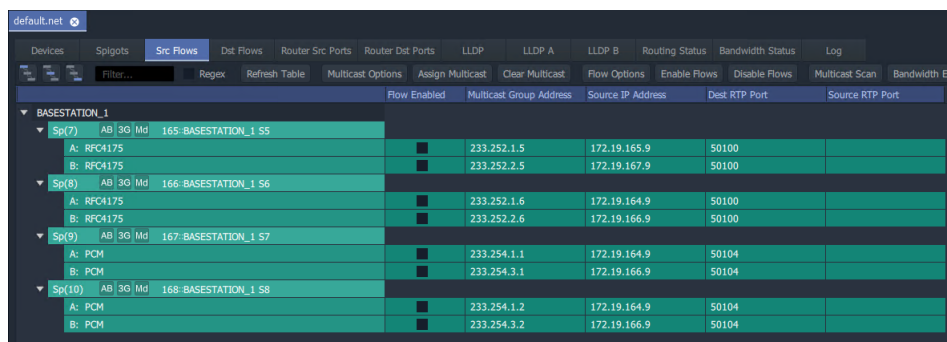 default.net
Devices Spigots Src Flows Dst Flows Router Src Ports Router Dst Ports LLDP LLDP A LLDP B Routing Status Bandwidth Status Log
Filter... Regex Refresh Table Multicast Options Assign Multicast Clear Multicast Flow Options Enable Flows Disable Flows Multicast Scan Bandwidth E
Flow Enabled Multicast Group Address Source IP Address Dest RTP Port Source RTP Port
BASESTATION_1
Sp(7) AB 3G Md 165::BASESTATION_1 S5
A: RFC4175 233.252.1.5 172.19.165.9 50100
B: RFC4175 233.252.2.5 172.19.167.9 50100
Sp(8) AB 3G Md 166::BASESTATION_1 S6
A: RFC4175 233.252.1.6 172.19.164.9 50100
B: RFC4175 233.252.2.6 172.19.166.9 50100
Sp(9) AB 3G Md 167::BASESTATION_1 S7
A: PCM 233.254.1.1 172.19.164.9 50104
B: PCM 233.254.3.1 172.19.166.9 50104
Sp(10) AB 3G Md 168::BASESTATION_1 S8
A: PCM 233.254.1.2 172.19.164.9 50104
B: PCM 233.254.3.2 172.19.166.9 50104